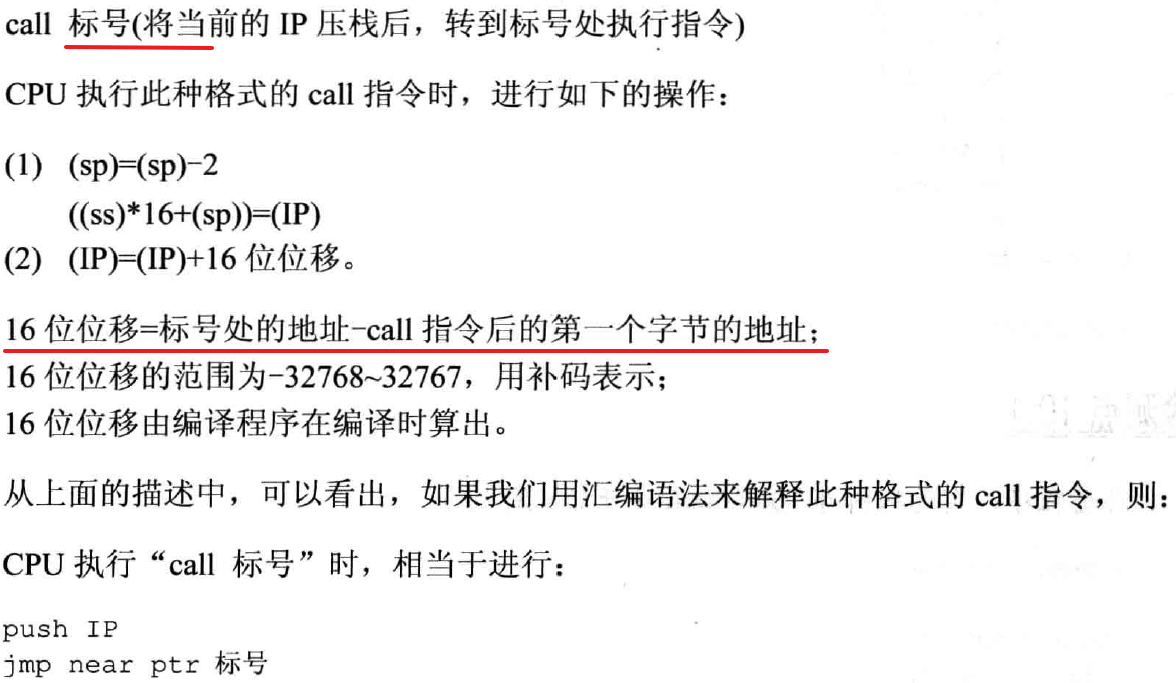 call 标号(将当前的 IP 压栈后，转到标号处执行指令)
CPU 执行此种格式的 call 指令时，进行如下的操作：
(1) (sp)=(sp)-2
((ss)*16+(sp))=(IP)
(2) (IP)=(IP)+16 位位移。
16 位位移=标号处的地址-call 指令后的第一个字节的地址；
16 位位移的范围为-32768~32767，用补码表示；
16 位位移由编译程序在编译时算出。
从上面的描述中，可以看出，如果我们用汇编语法来解释此种格式的 call 指令，则：
CPU 执行“call 标号”时，相当于进行：
push IP
jmp near ptr 标号